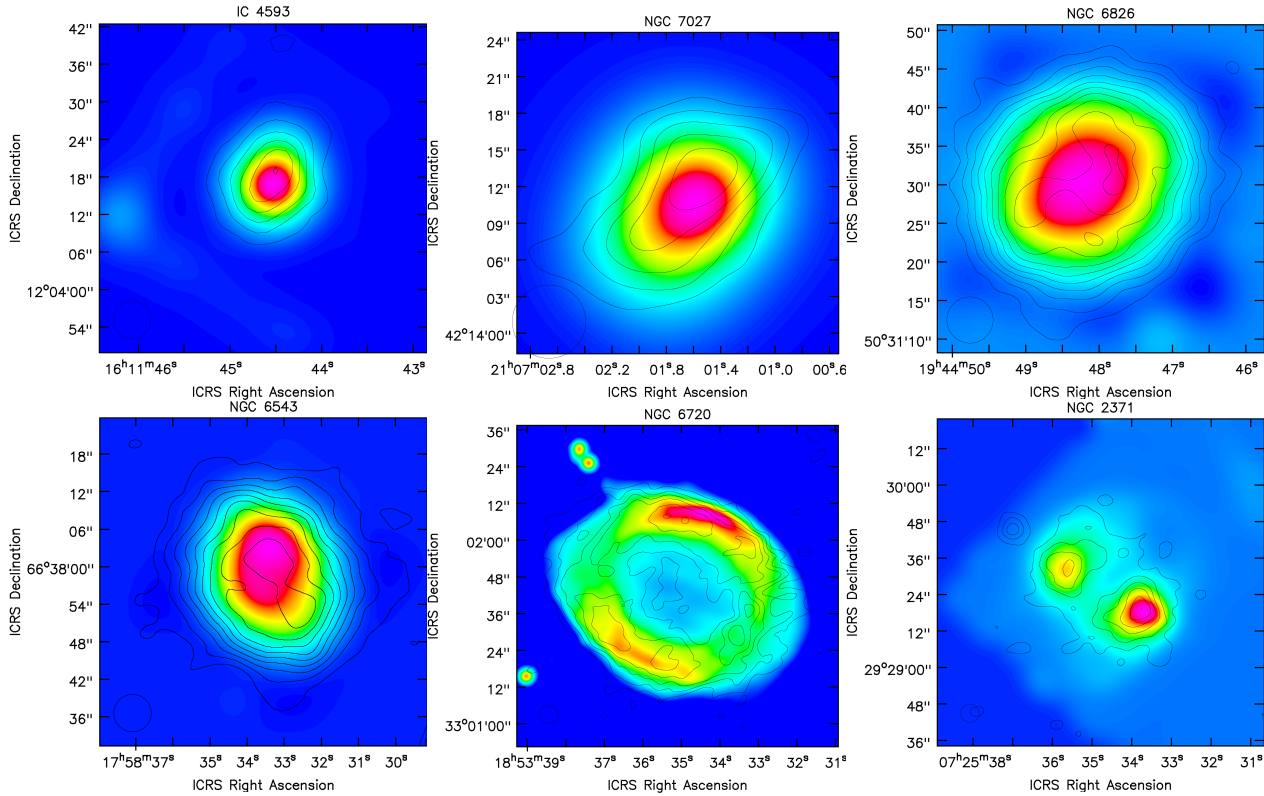 IC 4593
NGC 7027
NGC 6826
ICRS Declination
42"
36"
30"
24"
18"
12"
06"
12°04'00"
54"
16ʰ11ᵐ46ˢ
45ˢ
44ˢ
43ˢ
ICRS Right Ascension
ICRS Declination
24"
21"
18"
15"
12"
09"
06"
03"
42°14'00"
21ʰ07ᵐ02ˢ.8
02ˢ.2
01ˢ.8
01ˢ.4
01ˢ.0
00ˢ.6
ICRS Right Ascension
ICRS Declination
50"
45"
40"
35"
30"
25"
20"
15"
50°31'10"
19ʰ44ᵐ50ˢ
49ˢ
48ˢ
47ˢ
46ˢ
ICRS Right Ascension
NGC 6543
NGC 6720
NGC 2371
ICRS Declination
18"
12"
06"
66°38'00"
54"
48"
42"
36"
17ʰ58ᵐ37ˢ
35ˢ
34ˢ
33ˢ
32ˢ
31ˢ
30ˢ
ICRS Right Ascension
ICRS Declination
36"
24"
12"
02'00"
48"
36"
24"
12"
33°01'00"
18ʰ53ᵐ39ˢ
37ˢ
36ˢ
35ˢ
34ˢ
33ˢ
32ˢ
31ˢ
ICRS Right Ascension
ICRS Declination
12"
30'00"
48"
36"
24"
12"
29°29'00"
48"
36"
07ʰ25ᵐ38ˢ
36ˢ
35ˢ
34ˢ
33ˢ
ICRS Right Ascension